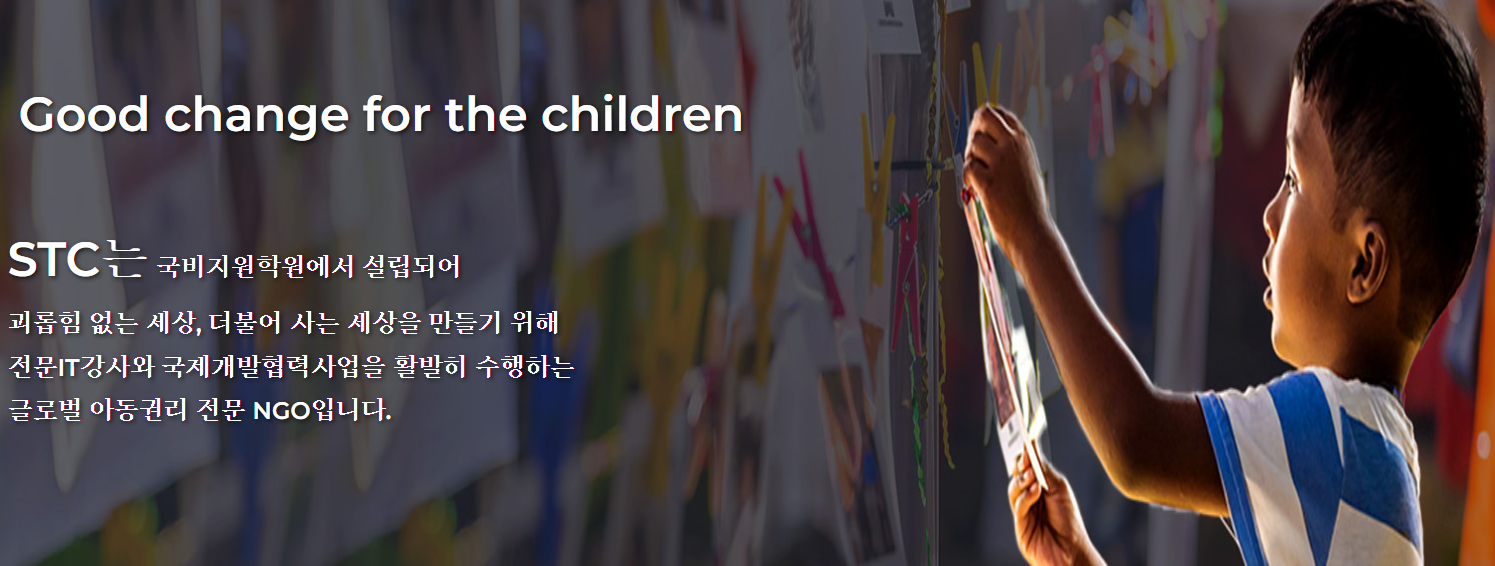 Good change for the children
STC는 국비지원학원에서 설립되어
괴롭힘 없는 세상, 더불어 사는 세상을 만들기 위해
전문IT강사와 국제개발협력사업을 활발히 수행하는
글로벌 아동권리 전문 NGO입니다.